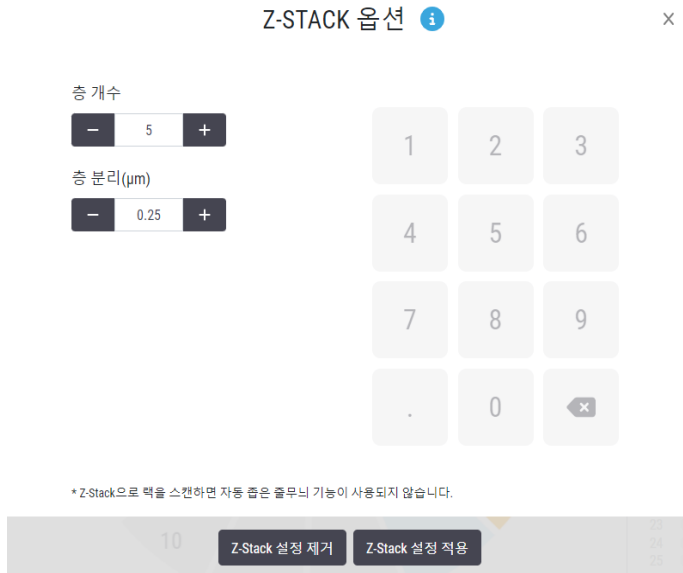 Z-STACK 옵션 i
층 개수
5
층 분리(µm)
0.25
1 2 3
4 5 6
7 8 9
. 0
* Z-Stack으로 랙을 스캔하면 자동 좁은 줄무늬 기능이 사용되지 않습니다.
10
Z-Stack 설정 제거
Z-Stack 설정 적용
23
24
25